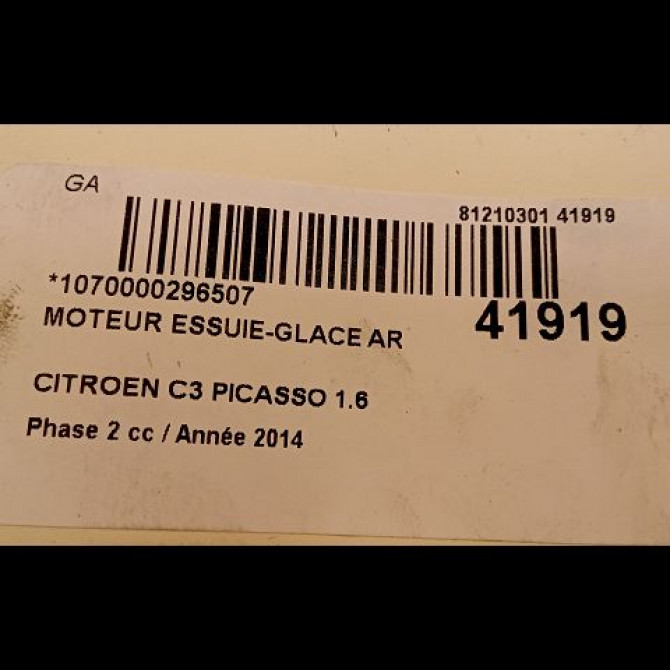 GA
81210301 41919
*1070000296507
41919
MOTEUR ESSUIE-GLACE AR
CITROEN C3 PICASSO 1.6
Phase 2 cc / Année 2014